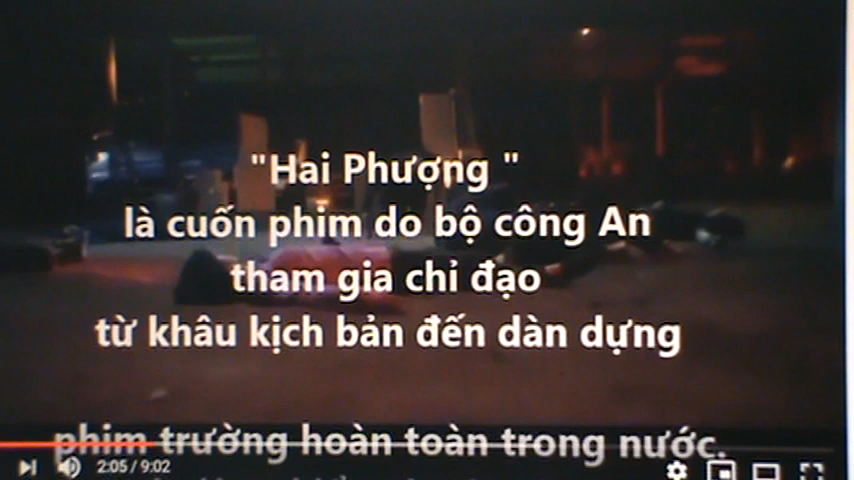 "Hai Phượng "
là cuốn phim do bộ công An
tham gia chỉ đạo
từ khâu kịch bản đến dàn dựng
phim trường hoàn toàn trong nước.
2:05 / 9:02